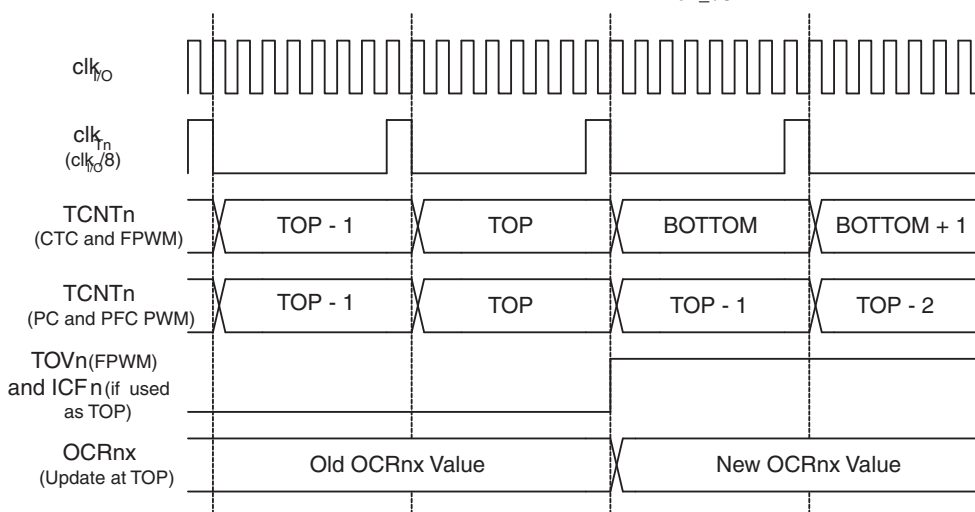 clkI/O
clkTn
(clkI/O/8)
TCNTn
(CTC and FPWM)
TOP - 1
TOP
BOTTOM
BOTTOM + 1
TCNTn
(PC and PFC PWM)
TOP - 1
TOP
TOP - 1
TOP - 2
TOVn(FPWM)
and ICFn(if used
as TOP)
OCRnx
(Update at TOP)
Old OCRnx Value
New OCRnx Value